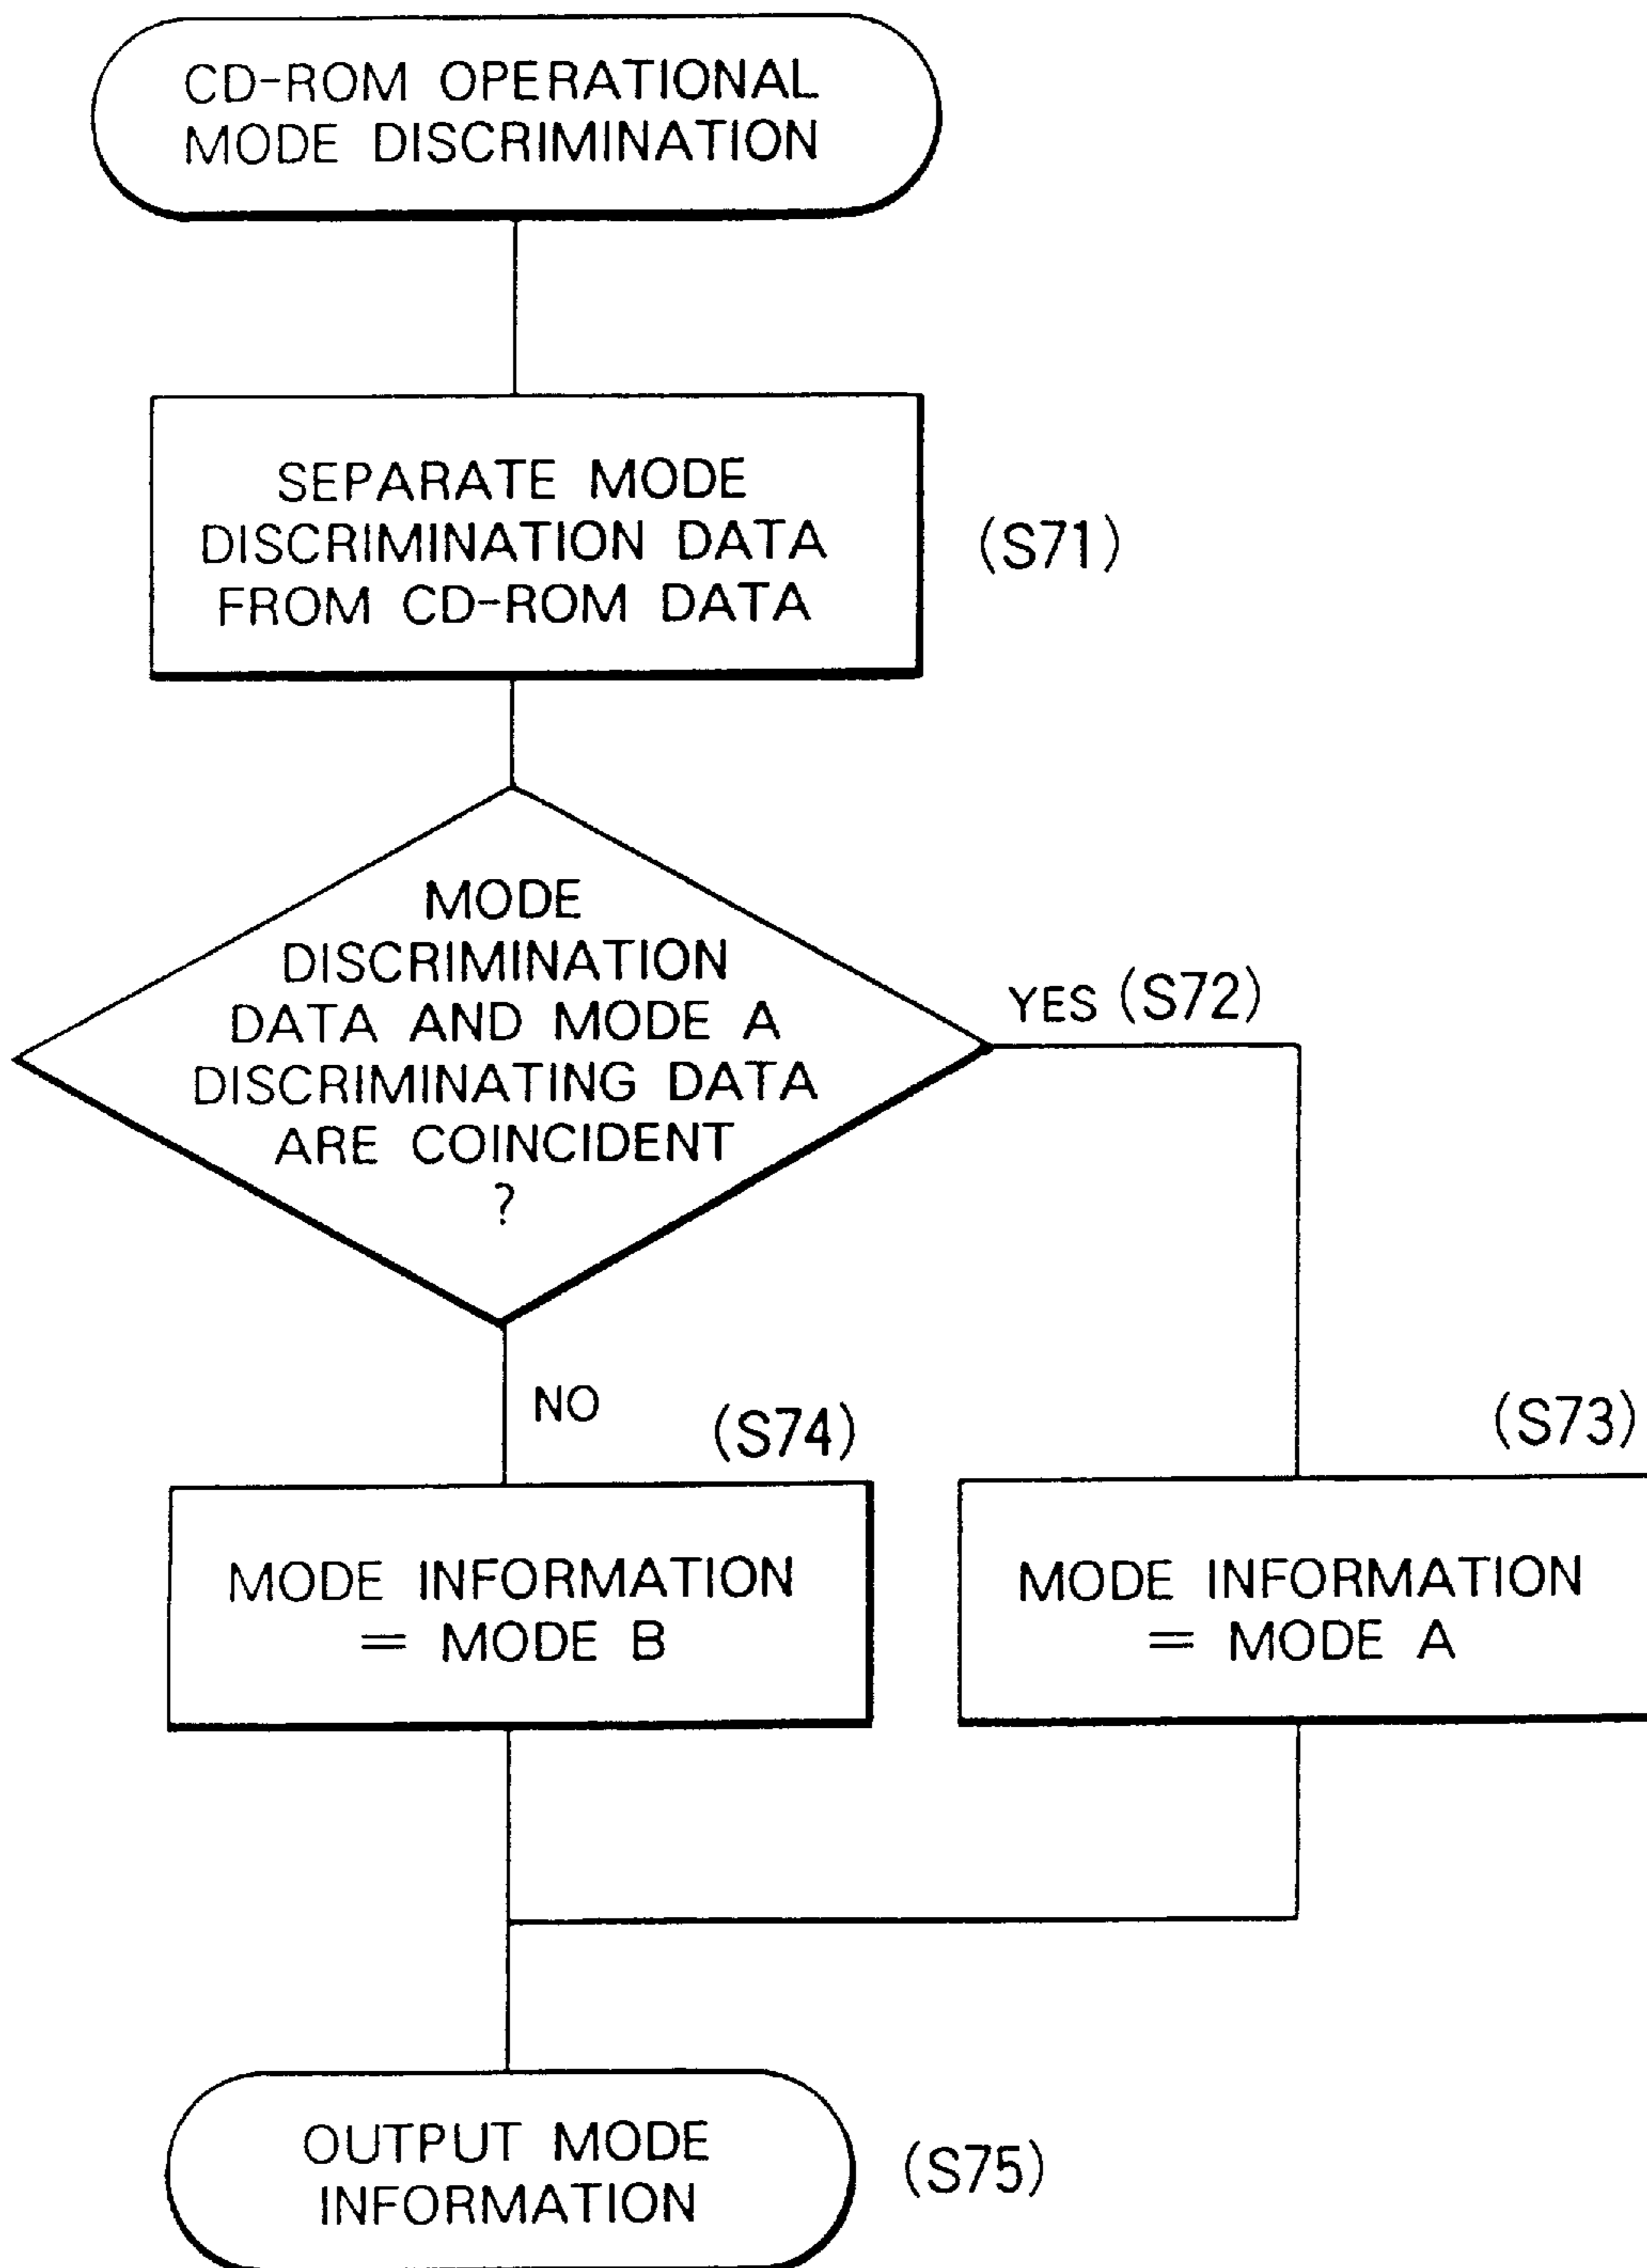 CD-ROM OPERATIONAL
MODE DISCRIMINATION
SEPARATE MODE
DISCRIMINATION DATA
FROM CD-ROM DATA
(S71)
MODE
DISCRIMINATION
DATA AND MODE A
DISCRIMINATING DATA
ARE COINCIDENT
?
YES (S72)
NO
(S74)
(S73)
MODE INFORMATION
= MODE B
MODE INFORMATION
= MODE A
OUTPUT MODE
INFORMATION
(S75)